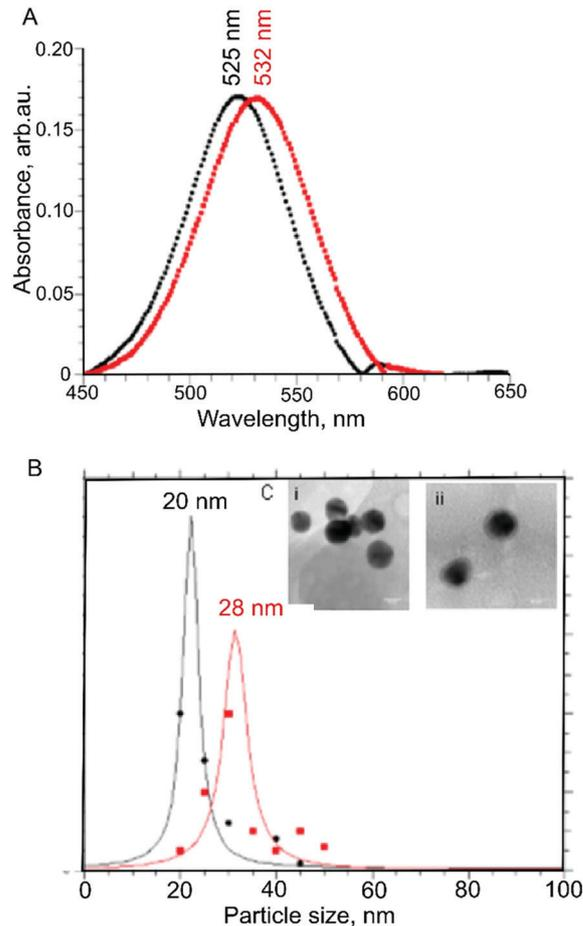 A
525 nm
532 nm
0.20
0.15
0.10
0.05
0
Absorbance, arb.au.
450 500 550 600 650
Wavelength, nm
B
20 nm
28 nm
C
i
ii
0 20 40 60 80 100
Particle size, nm